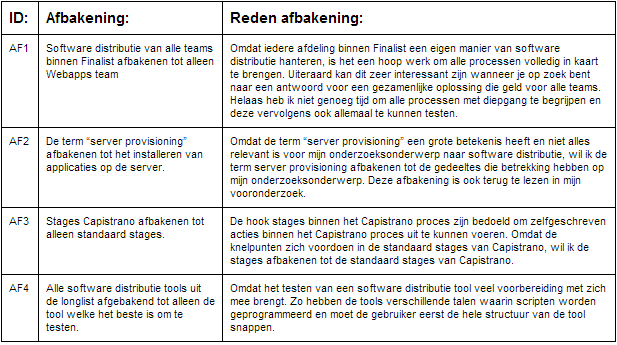 ID: Afbakening: Reden afbakening:
AF1 Software distributie van alle teams Omdat iedere afdeling binnen Finalist een eigen manier van software
binnen Finalist afbakenen tot alleen distributie hanteren, is het een hoop werk om alle processen volledig in kaart
Webapps team te brengen. Uiteraard kan dit zeer interessant zijn wanneer je op zoek bent
naar een antwoord voor een gezamenlijke oplossing die geld voor alle teams.
Helaas heb ik niet genoeg tijd om alle processen met diepgang te begrijpen en
deze vervolgens ook allemaal te kunnen testen.
AF2 De term “server provisioning” Omdat de term “server provisioning” een grote betekenis heeft en niet alles
afbakenen tot het installeren van relevant is voor mijn onderzoeksonderwerp naar software distributie, wil ik de
applicaties op de server. term server provisioning afbakenen tot de gedeeltes die betrekking hebben op
mijn onderzoeksonderwerp. Deze afbakening is ook terug te lezen in mijn
vooronderzoek.
AF3 Stages Capistrano afbakenen tot De hook stages binnen het Capistrano proces zijn bedoeld om zelfgeschreven
alleen standaard stages. acties binnen het Capistrano proces uit te kunnen voeren. Omdat de
knelpunten zich voordoen in de standaard stages van Capistrano, wil ik de
stages afbakenen tot de standaard stages van Capistrano.
AF4 Alle software distributie tools uit Omdat het testen van een software distributie tool veel voorbereiding met zich
de longlist afgebakend tot alleen de mee brengt. Zo hebben de tools verschillende talen waarin scripten worden
tool welke het beste is om te geprogrammeerd en moet de gebruiker eerst de hele structuur van de tool
testen. snappen.